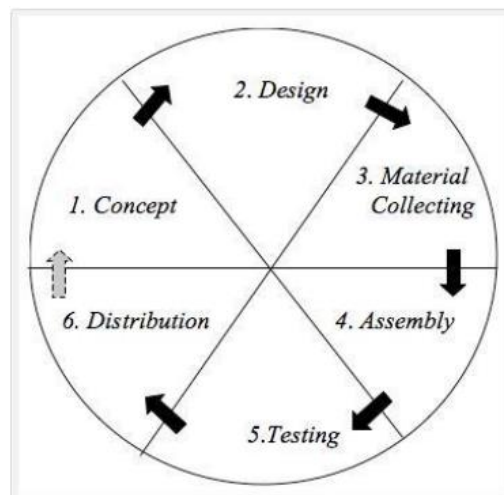 1. Concept
2. Design
3. Material
Collecting
4. Assembly
5.Testing
6. Distribution